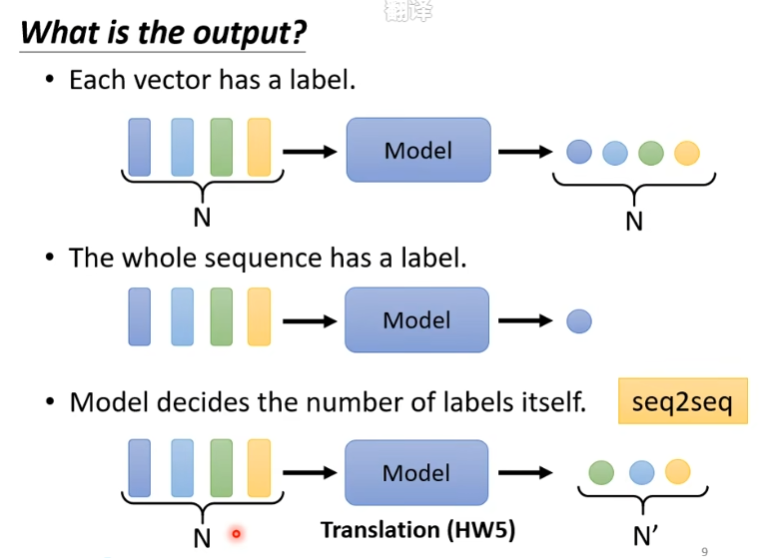 翻译
What is the output?
• Each vector has a label.
Model
N
N
• The whole sequence has a label.
Model
• Model decides the number of labels itself.
seq2seq
Model
N
Translation (HW5)
N’
9